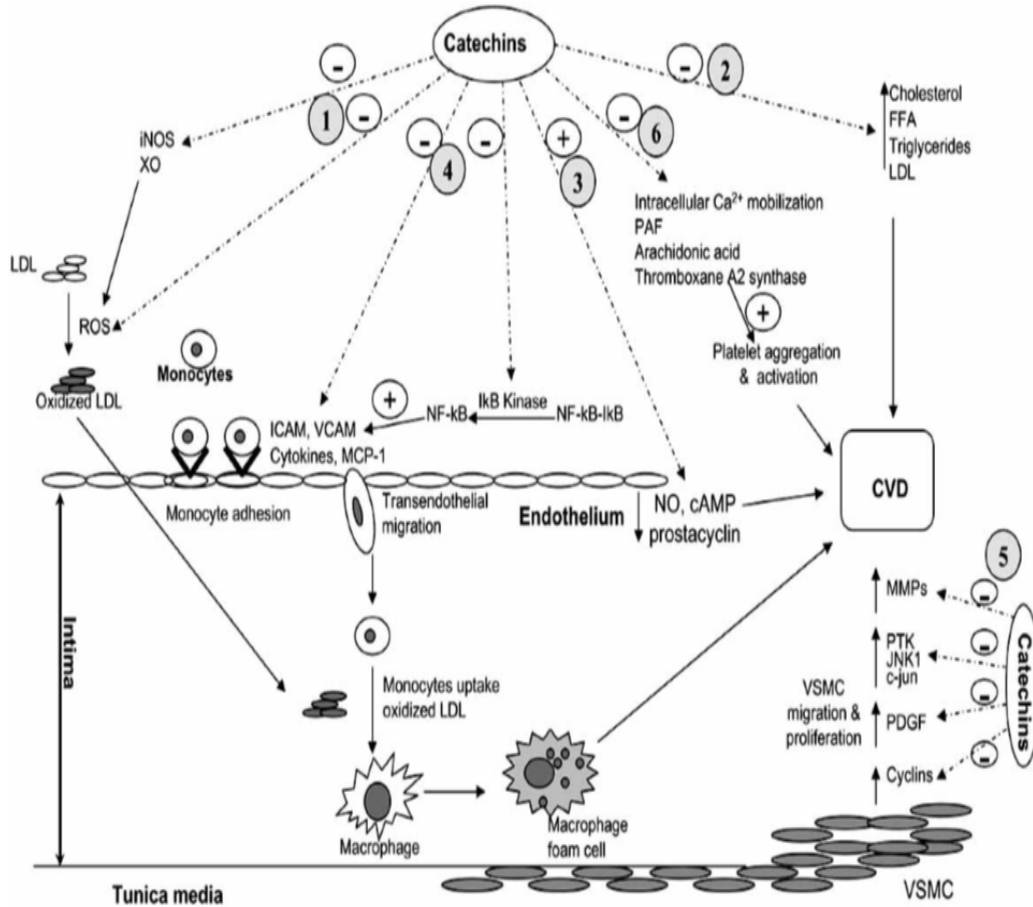 Catechins
-
-
2
Cholesterol
FFA
Triglycerides
LDL
1
-
-
4
-
+
3
-
6
iNOS
XO
Intracellular Ca²⁺ mobilization
PAF
Arachidonic acid
Thromboxane A2 synthase
LDL
ROS
+
Platelet aggregation
& activation
Monocytes
Oxidized LDL
+
NF-kB
IkB Kinase
NF-kB-IkB
ICAM, VCAM
Cytokines, MCP-1
CVD
Monocyte adhesion
Transendothelial
migration
Endothelium
NO, cAMP
prostacyclin
5
Intima
MMPs
-
PTK
JNK1
c-jun
-
Catechins
Monocytes uptake
oxidized LDL
VSMC
migration &
proliferation
PDGF
-
Cyclins
-
Macrophage
Macrophage
foam cell
Tunica media
VSMC